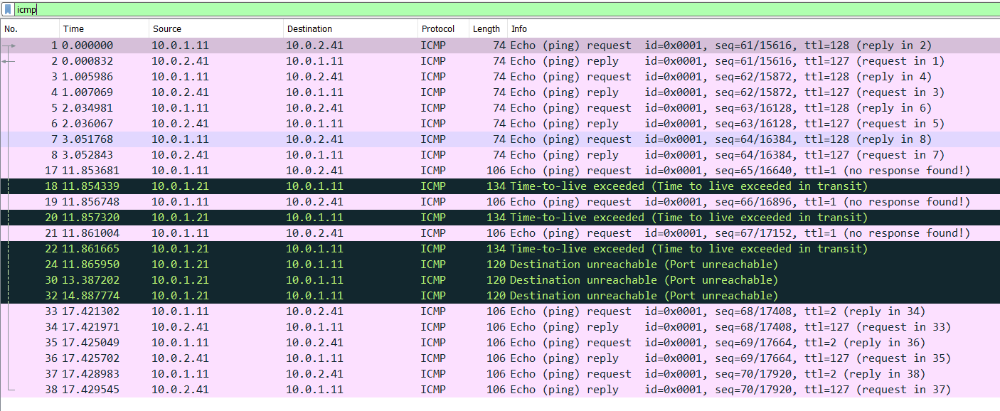 icmp
No. Time Source Destination Protocol Length Info
1 0.000000 10.0.1.11 10.0.2.41 ICMP 74 Echo (ping) request id=0x0001, seq=61/15616, ttl=128 (reply in 2)
2 0.000832 10.0.2.41 10.0.1.11 ICMP 74 Echo (ping) reply id=0x0001, seq=61/15616, ttl=127 (request in 1)
3 1.005986 10.0.1.11 10.0.2.41 ICMP 74 Echo (ping) request id=0x0001, seq=62/15872, ttl=128 (reply in 4)
4 1.007069 10.0.2.41 10.0.1.11 ICMP 74 Echo (ping) reply id=0x0001, seq=62/15872, ttl=127 (request in 3)
5 2.034981 10.0.1.11 10.0.2.41 ICMP 74 Echo (ping) request id=0x0001, seq=63/16128, ttl=128 (reply in 6)
6 2.036067 10.0.2.41 10.0.1.11 ICMP 74 Echo (ping) reply id=0x0001, seq=63/16128, ttl=127 (request in 5)
7 3.051768 10.0.1.11 10.0.2.41 ICMP 74 Echo (ping) request id=0x0001, seq=64/16384, ttl=128 (reply in 8)
8 3.052843 10.0.2.41 10.0.1.11 ICMP 74 Echo (ping) reply id=0x0001, seq=64/16384, ttl=127 (request in 7)
17 11.853681 10.0.1.11 10.0.2.41 ICMP 106 Echo (ping) request id=0x0001, seq=65/16640, ttl=1 (no response found!)
18 11.854339 10.0.1.21 10.0.1.11 ICMP 134 Time-to-live exceeded (Time to live exceeded in transit)
19 11.856748 10.0.1.11 10.0.2.41 ICMP 106 Echo (ping) request id=0x0001, seq=66/16896, ttl=1 (no response found!)
20 11.857320 10.0.1.21 10.0.1.11 ICMP 134 Time-to-live exceeded (Time to live exceeded in transit)
21 11.861004 10.0.1.11 10.0.2.41 ICMP 106 Echo (ping) request id=0x0001, seq=67/17152, ttl=1 (no response found!)
22 11.861665 10.0.1.21 10.0.1.11 ICMP 134 Time-to-live exceeded (Time to live exceeded in transit)
24 11.865950 10.0.1.21 10.0.1.11 ICMP 120 Destination unreachable (Port unreachable)
30 13.387202 10.0.1.21 10.0.1.11 ICMP 120 Destination unreachable (Port unreachable)
32 14.887774 10.0.1.21 10.0.1.11 ICMP 120 Destination unreachable (Port unreachable)
33 17.421302 10.0.1.11 10.0.2.41 ICMP 106 Echo (ping) request id=0x0001, seq=68/17408, ttl=2 (reply in 34)
34 17.421971 10.0.2.41 10.0.1.11 ICMP 106 Echo (ping) reply id=0x0001, seq=68/17408, ttl=127 (request in 33)
35 17.425049 10.0.1.11 10.0.2.41 ICMP 106 Echo (ping) request id=0x0001, seq=69/17664, ttl=2 (reply in 36)
36 17.425702 10.0.2.41 10.0.1.11 ICMP 106 Echo (ping) reply id=0x0001, seq=69/17664, ttl=127 (request in 35)
37 17.428983 10.0.1.11 10.0.2.41 ICMP 106 Echo (ping) request id=0x0001, seq=70/17920, ttl=2 (reply in 38)
38 17.429545 10.0.2.41 10.0.1.11 ICMP 106 Echo (ping) reply id=0x0001, seq=70/17920, ttl=127 (request in 37)